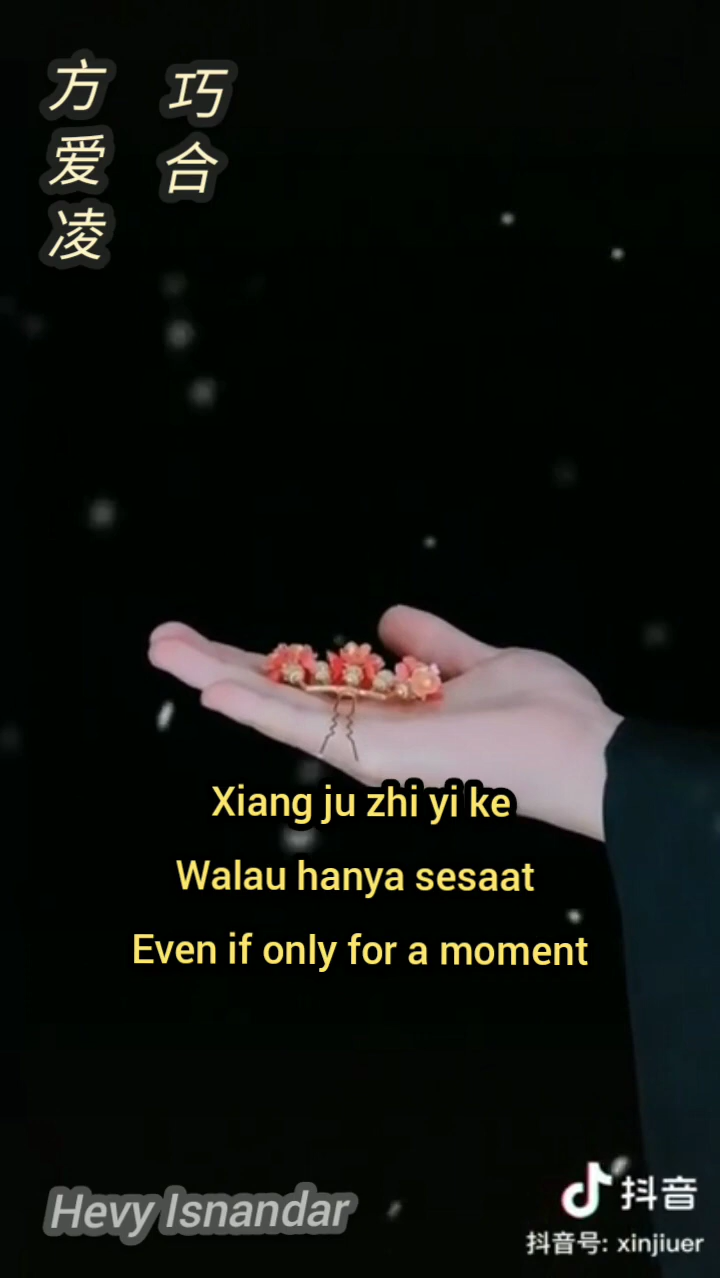 方爱凌
巧合
Xiang ju zhi yi ke
Walau hanya sesaat
Even if only for a moment
Hevy Isnandar
抖音
抖音号: xinjiuer